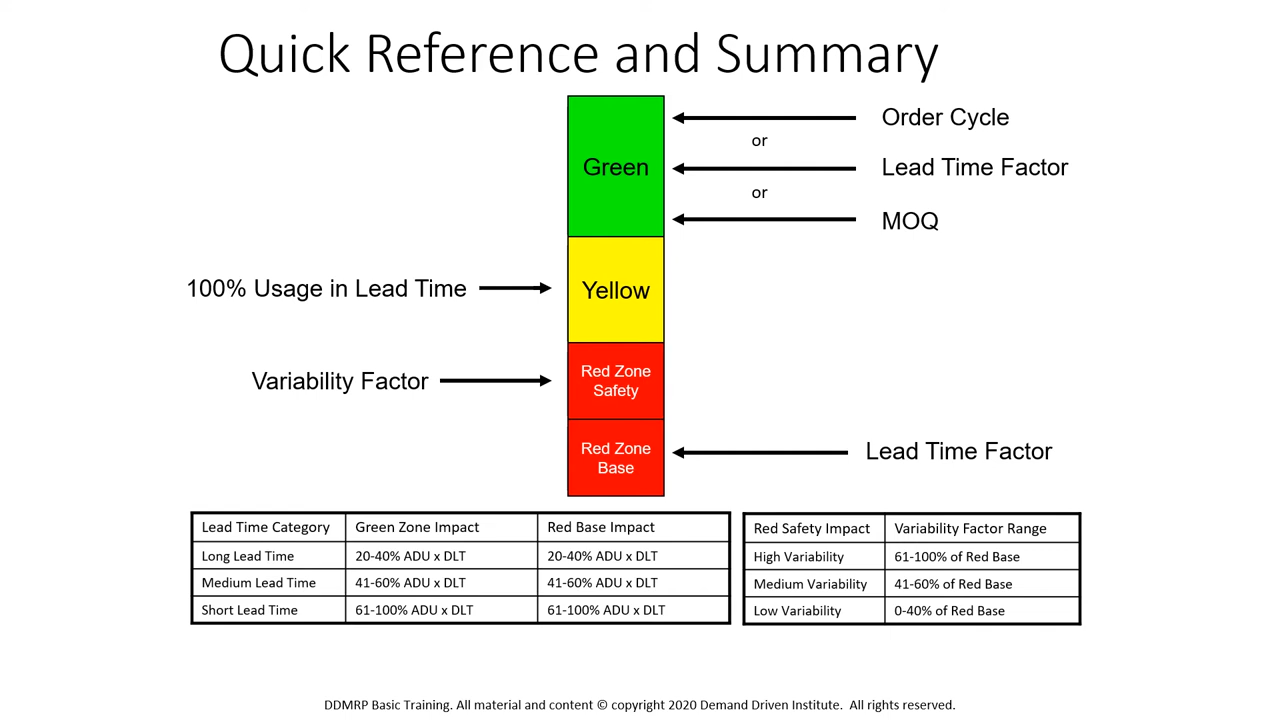 Quick Reference and Summary
Order Cycle
or
Green
Lead Time Factor
or
MOQ
100% Usage in Lead Time
Yellow
Variability Factor
Red Zone
Safety
Red Zone
Base
Lead Time Factor
Lead Time Category Green Zone Impact Red Base Impact
Long Lead Time 20-40% ADU x DLT 20-40% ADU x DLT
Medium Lead Time 41-60% ADU x DLT 41-60% ADU x DLT
Short Lead Time 61-100% ADU x DLT 61-100% ADU x DLT
Red Safety Impact Variability Factor Range
High Variability 61-100% of Red Base
Medium Variability 41-60% of Red Base
Low Variability 0-40% of Red Base
DDMRP Basic Training. All material and content © copyright 2020 Demand Driven Institute. All rights reserved.